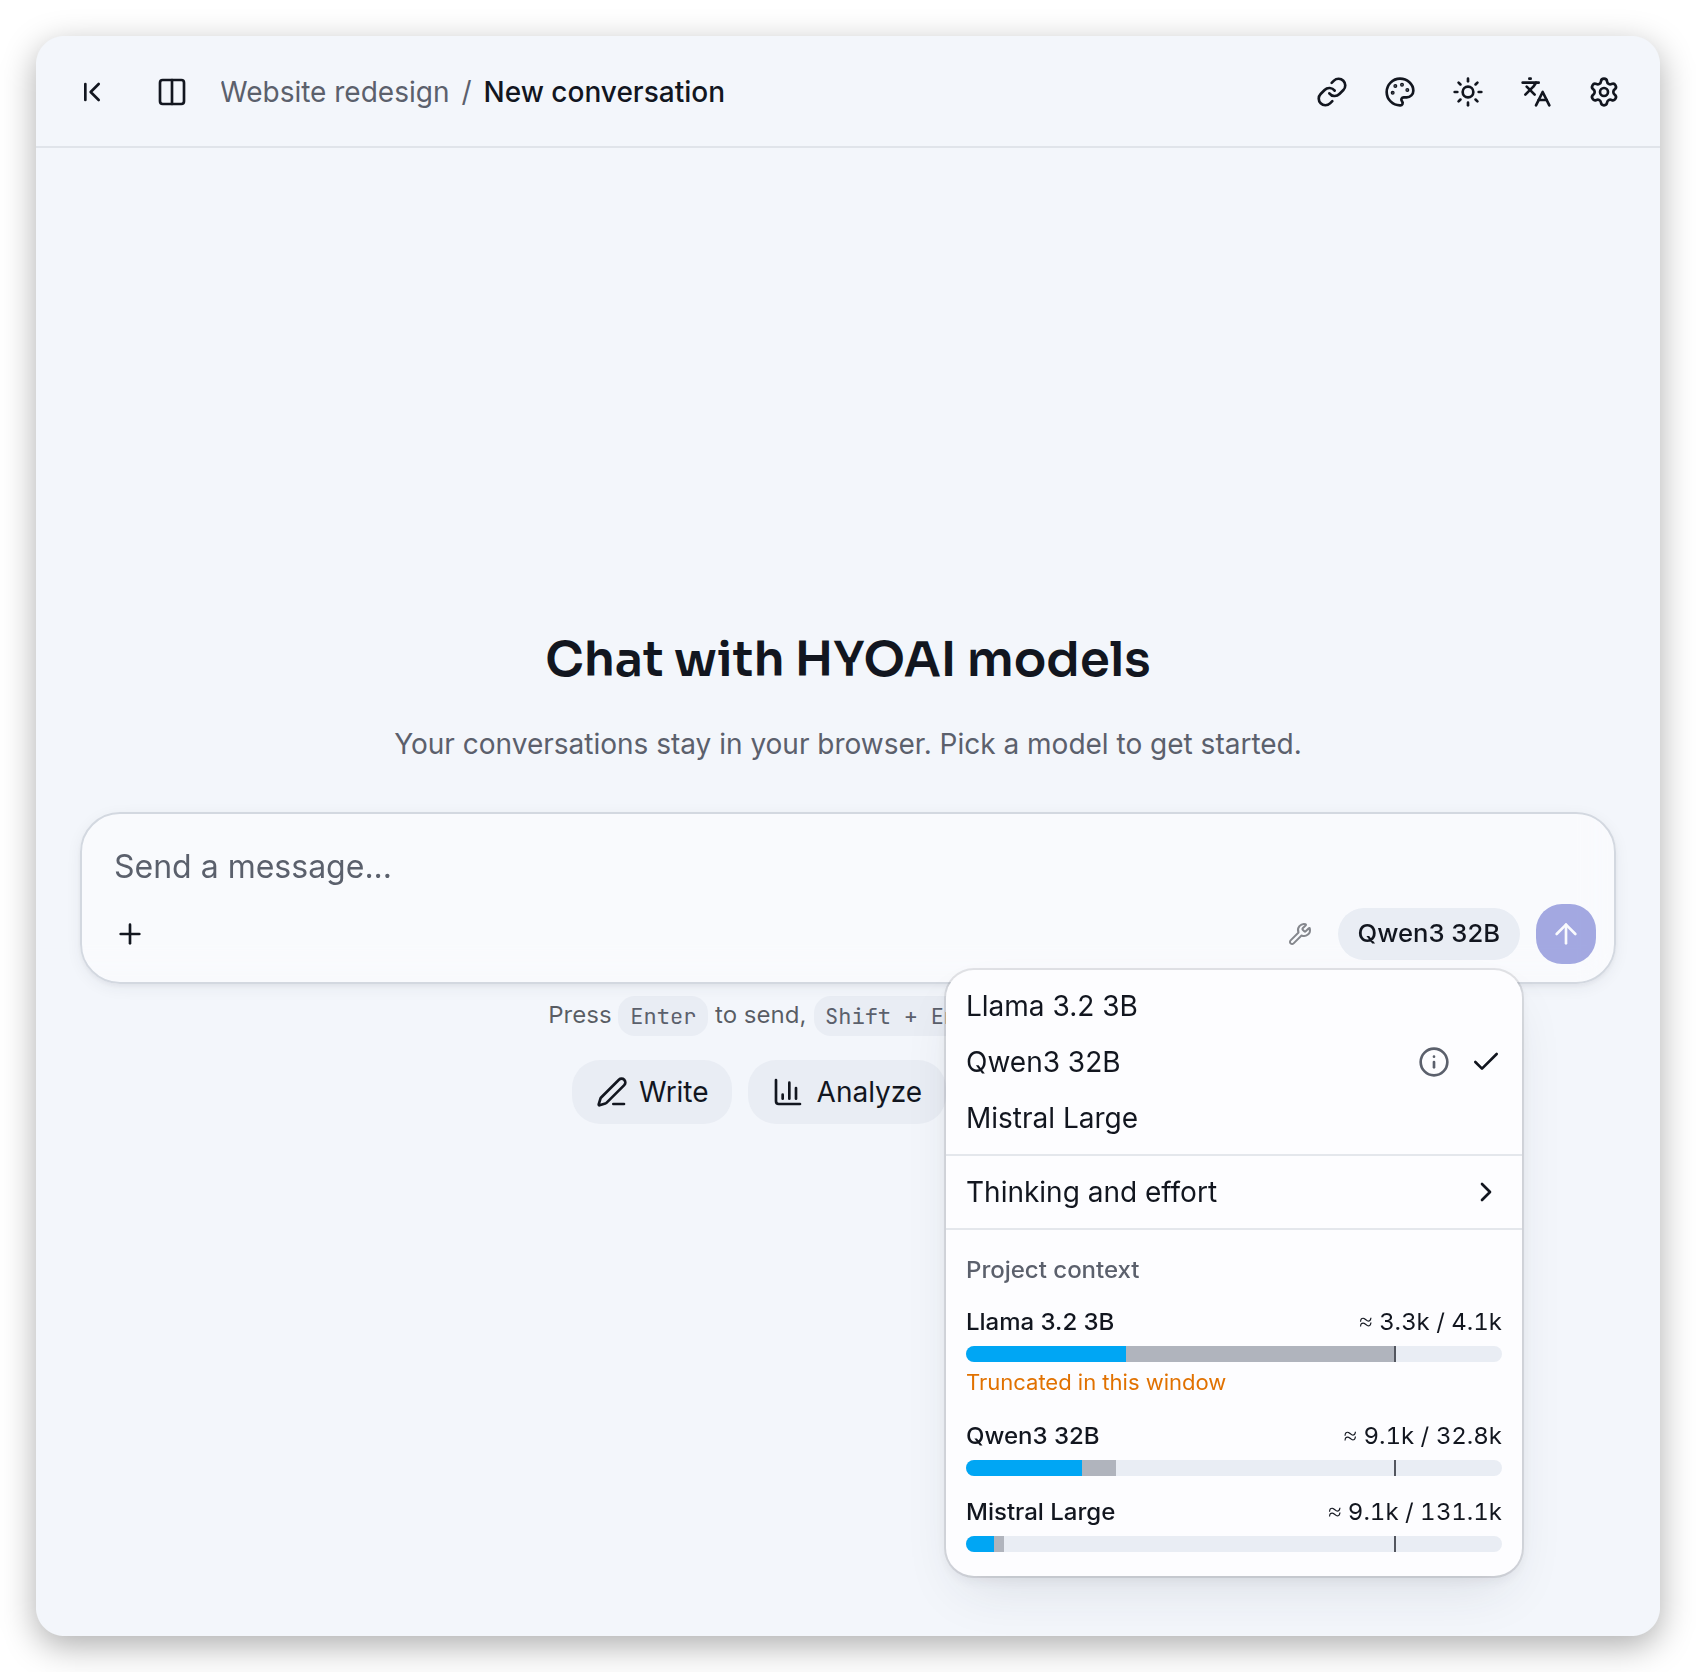 Website redesign / New conversation
Chat with HYOAI models
Your conversations stay in your browser. Pick a model to get started.
Send a message...
Qwen3 32B
Press Enter to send, Shift + 
Write
Analyze
Llama 3.2 3B
Qwen3 32B
Mistral Large
Thinking and effort
Project context
Llama 3.2 3B ≈ 3.3k / 4.1k
Truncated in this window
Qwen3 32B ≈ 9.1k / 32.8k
Mistral Large ≈ 9.1k / 131.1k